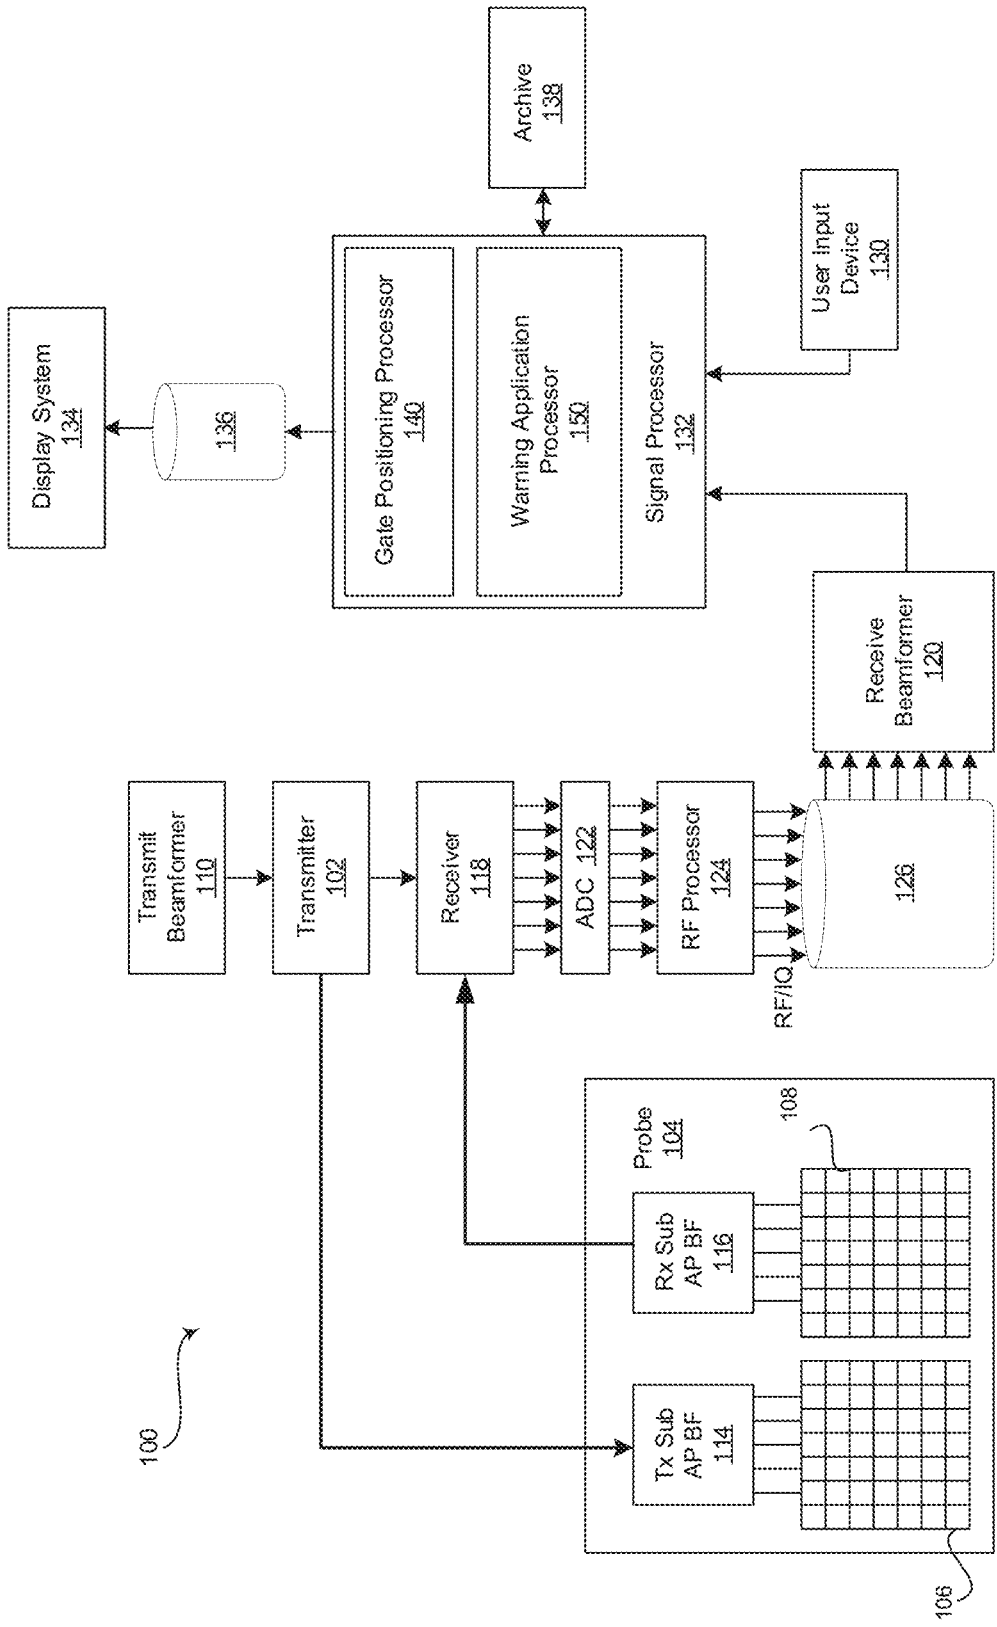 100
Transmit
Beamformer
110
Transmitter
102
Receiver
118
ADC 122
RF Processor
124
RF/IQ
126
Probe
104
Tx Sub
AP BF
114
Rx Sub
AP BF
116
106
108
Receive
Beamformer
120
Display System
134
136
Gate Positioning Processor
140
Warning Application
Processor
150
Signal Processor
132
Archive
138
User Input
Device
130